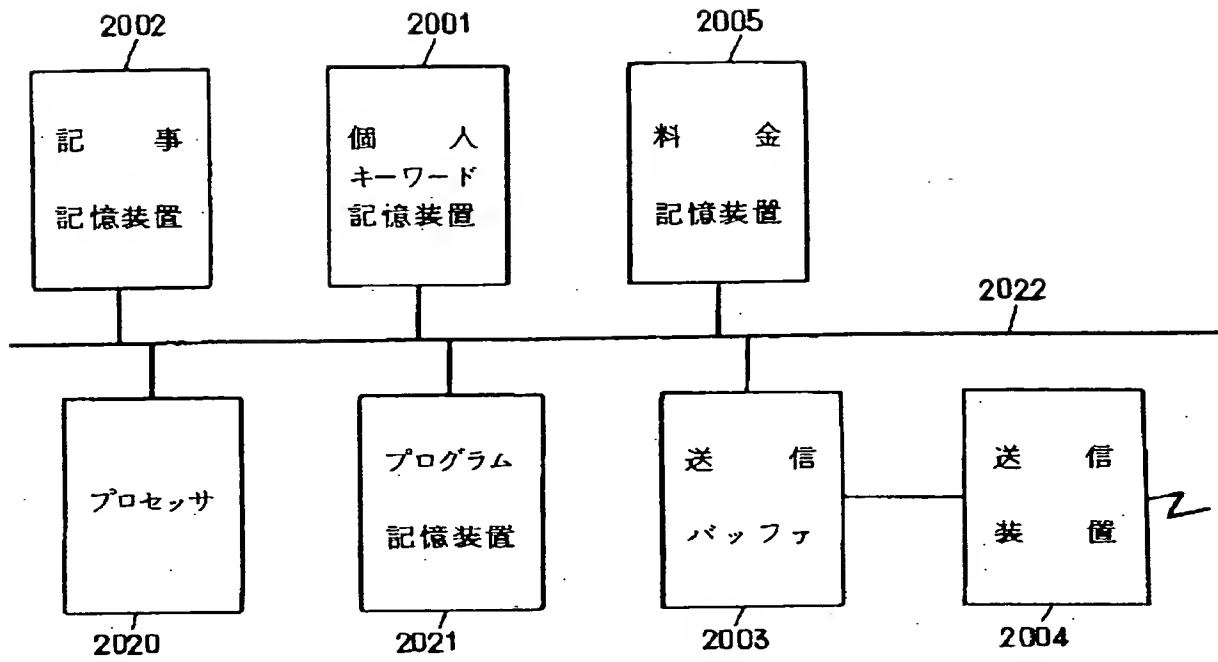 2002
2001
2005
記事
記憶装置
個人
キーワード
記憶装置
料金
記憶装置
2022
プロセッサ
プログラム
記憶装置
送信
バッファ
送信
装置
2020
2021
2003
2004